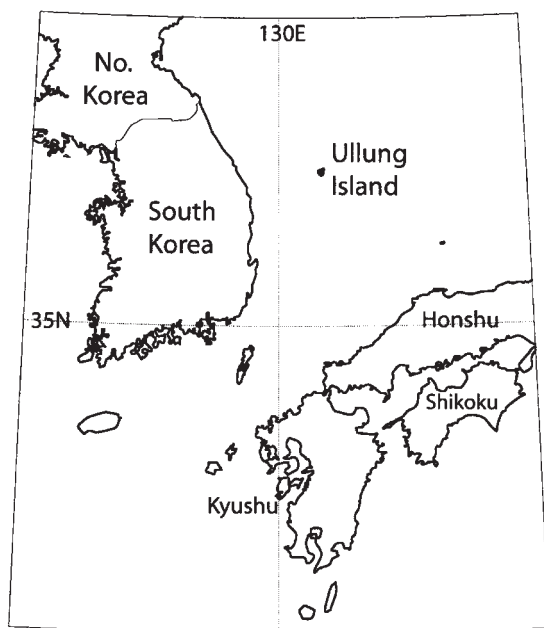 130E
No.
Korea
Ullung
Island
South
Korea
35N
Honshu
Shikoku
Kyushu